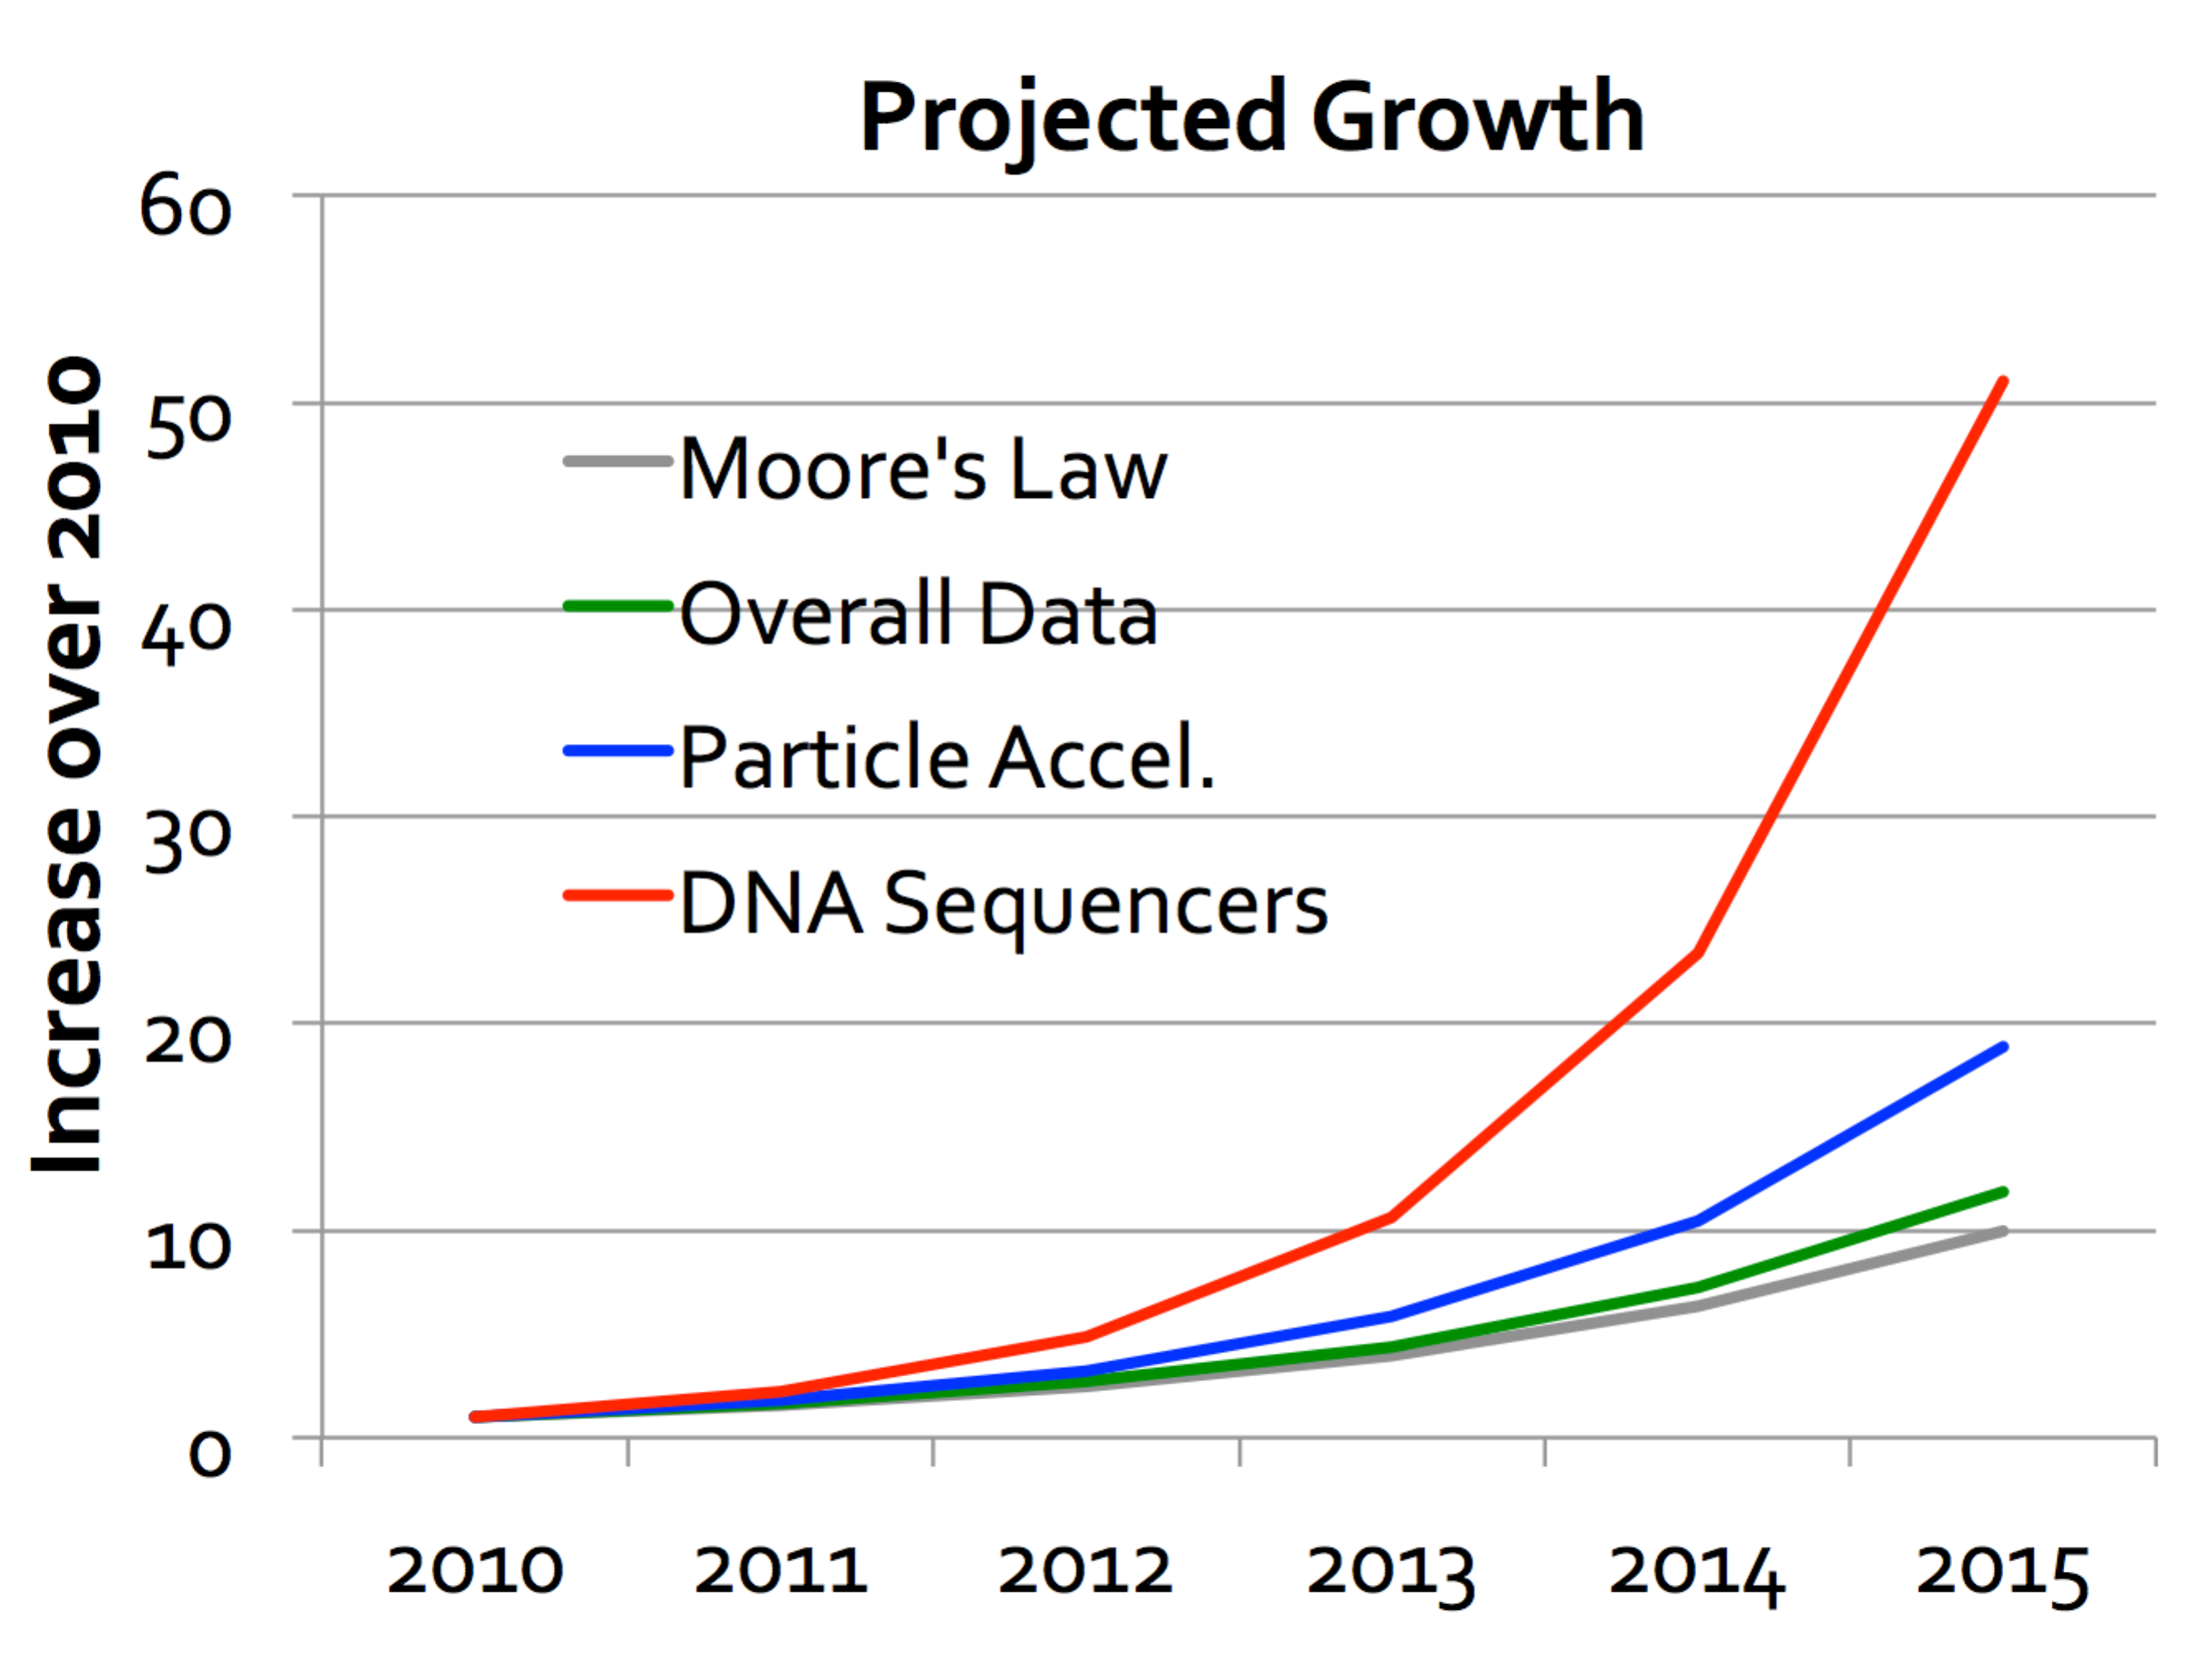 Projected Growth
Increase over 2010
60
50
40
30
20
10
0
Moore's Law
Overall Data
Particle Accel.
DNA Sequencers
2010 2011 2012 2013 2014 2015